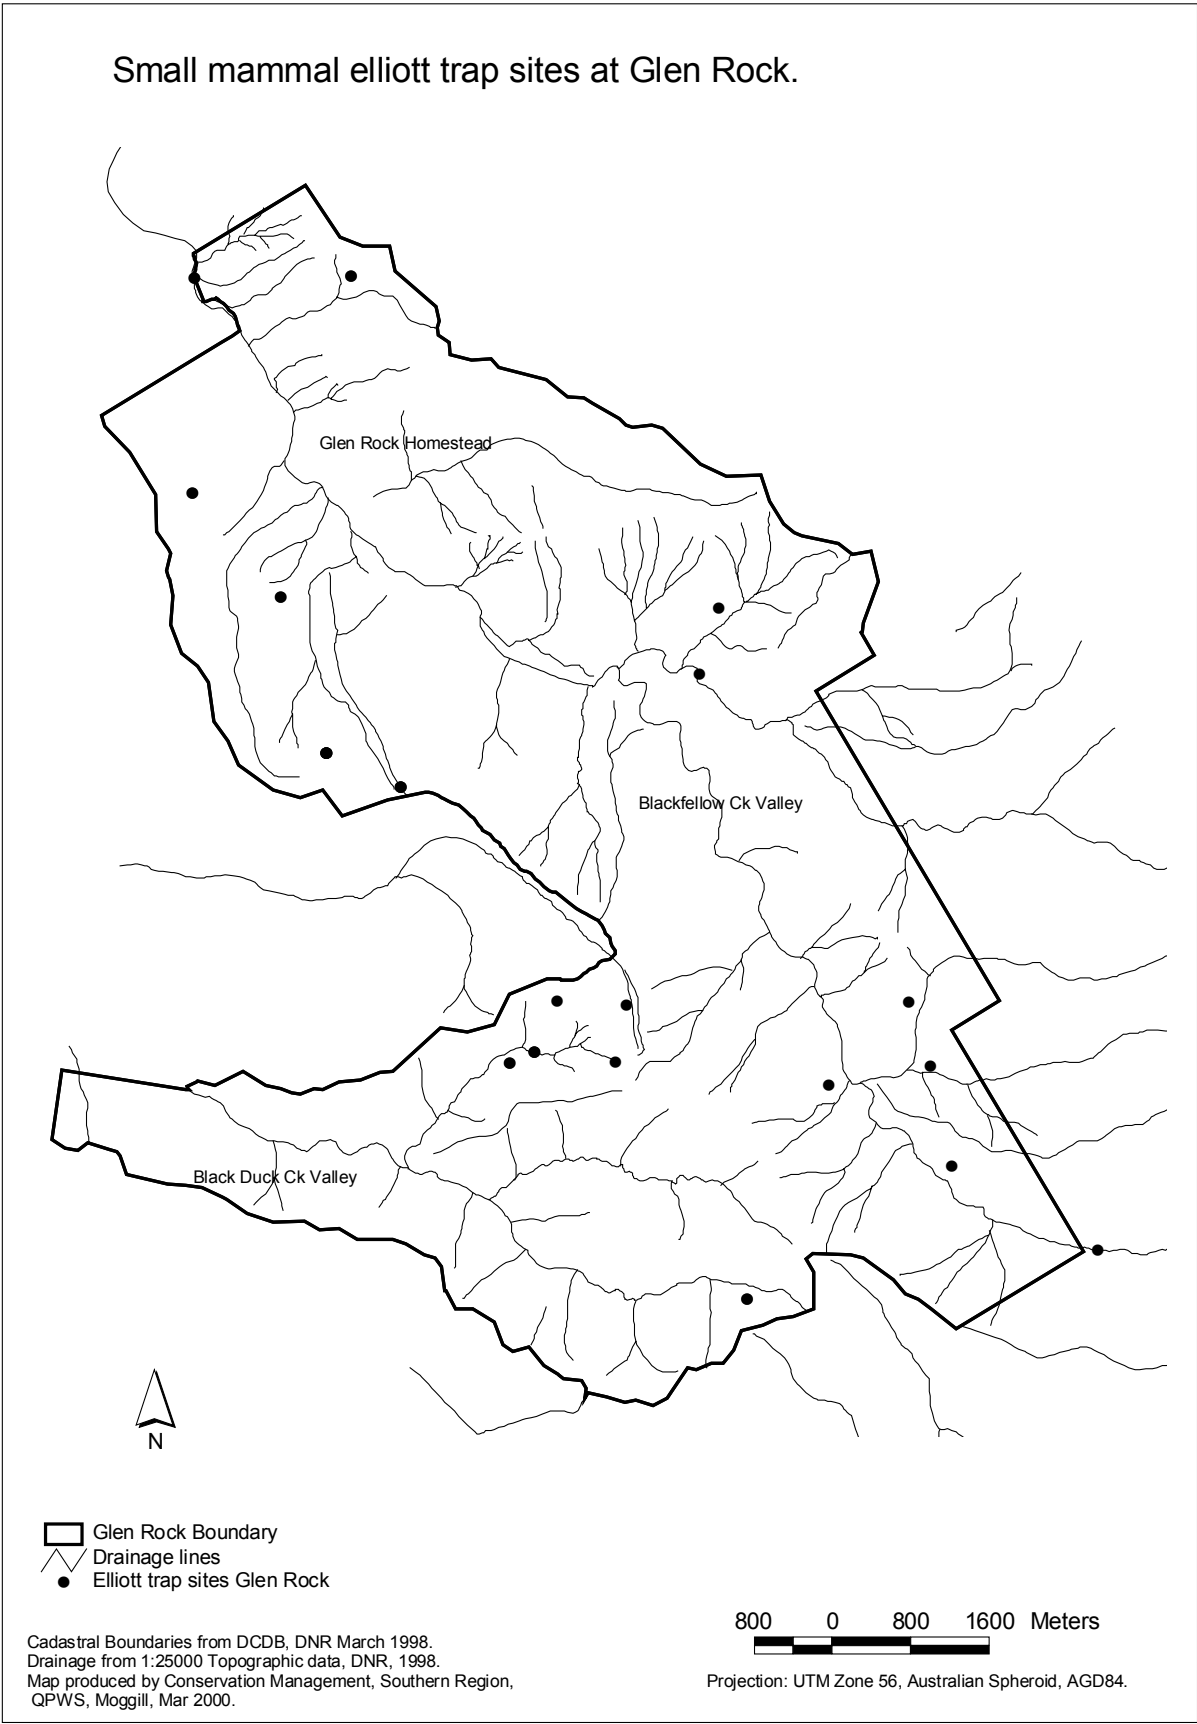 Small mammal elliott trap sites at Glen Rock.
Glen Rock Homestead
Blackfellow Ck Valley
Black Duck Ck Valley
N
Glen Rock Boundary
Drainage lines
Elliott trap sites Glen Rock
800 0 800 1600 Meters
Cadastral Boundaries from DCDB, DNR March 1998.
Drainage from 1:25000 Topographic data, DNR, 1998.
Map produced by Conservation Management, Southern Region,
QPWS, Moggill, Mar 2000.
Projection: UTM Zone 56, Australian Spheroid, AGD84.